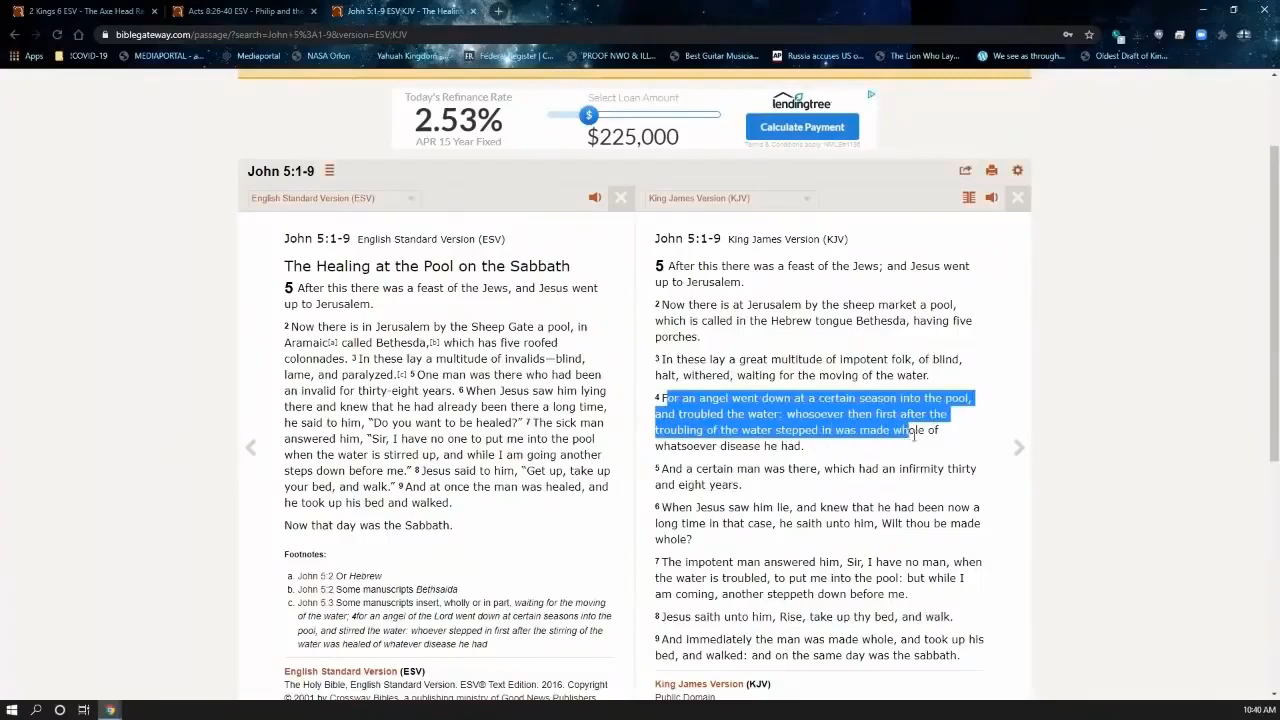 2 Kings 6 ESV - The Axe Head Re
Acts 8:26-40 ESV - Philip and the
John 5:1-9 ESV;KJV - The Healin
biblegateway.com/passage/?search=John+5%3A1-9&version=ESV;KJV
Apps
!COVID-19
MEDIAPORTAL - a...
Mediaportal
NASA Orlon
Yahuah Kingdom...
Federal Register | C...
*PROOF NWO & ILL...
Best Guitar Musicia...
Russia accuses US o...
The Lion Who Lay...
We see as through...
Oldest Draft of Kin...
Today's Refinance Rate
2.53%
APR 15 Year Fixed
Select Loan Amount
$
$225,000
lendingtree
Calculate Payment
Terms & Conditions apply. NMLS#1136
John 5:1-9
English Standard Version (ESV)
King James Version (KJV)
John 5:1-9 English Standard Version (ESV)
The Healing at the Pool on the Sabbath
5 After this there was a feast of the Jews, and Jesus went
up to Jerusalem.
2 Now there is in Jerusalem by the Sheep Gate a pool, in
Aramaic[a] called Bethesda,[b] which has five roofed
colonnades. 3 In these lay a multitude of invalids—blind,
lame, and paralyzed.[c] 5 One man was there who had been
an invalid for thirty-eight years. 6 When Jesus saw him lying
there and knew that he had already been there a long time,
he said to him, “Do you want to be healed?” 7 The sick man
answered him, “Sir, I have no one to put me into the pool
when the water is stirred up, and while I am going another
steps down before me.” 8 Jesus said to him, “Get up, take up
your bed, and walk.” 9 And at once the man was healed, and
he took up his bed and walked.
Now that day was the Sabbath.
Footnotes:
a. John 5:2 Or Hebrew
b. John 5:2 Some manuscripts Bethsaida
c. John 5:3 Some manuscripts insert, wholly or in part, waiting for the moving
of the water; 4for an angel of the Lord went down at certain seasons into the
pool, and stirred the water: whoever stepped in first after the stirring of the
water was healed of whatever disease he had
English Standard Version (ESV)
The Holy Bible, English Standard Version. ESV® Text Edition: 2016. Copyright
© 2001 by Crossway Bibles, a publishing ministry of Good News Publishers.
John 5:1-9 King James Version (KJV)
5 After this there was a feast of the Jews; and Jesus went
up to Jerusalem.
2 Now there is at Jerusalem by the sheep market a pool,
which is called in the Hebrew tongue Bethesda, having five
porches.
3 In these lay a great multitude of impotent folk, of blind,
halt, withered, waiting for the moving of the water.
4 For an angel went down at a certain season into the pool,
and troubled the water: whosoever then first after the
troubling of the water stepped in was made whole of
whatsoever disease he had.
5 And a certain man was there, which had an infirmity thirty
and eight years.
6 When Jesus saw him lie, and knew that he had been now a
long time in that case, he saith unto him, Wilt thou be made
whole?
7 The impotent man answered him, Sir, I have no man, when
the water is troubled, to put me into the pool: but while I
am coming, another steppeth down before me.
8 Jesus saith unto him, Rise, take up thy bed, and walk.
9 And immediately the man was made whole, and took up his
bed, and walked: and on the same day was the sabbath.
King James Version (KJV)
Public Domain
10:40 AM